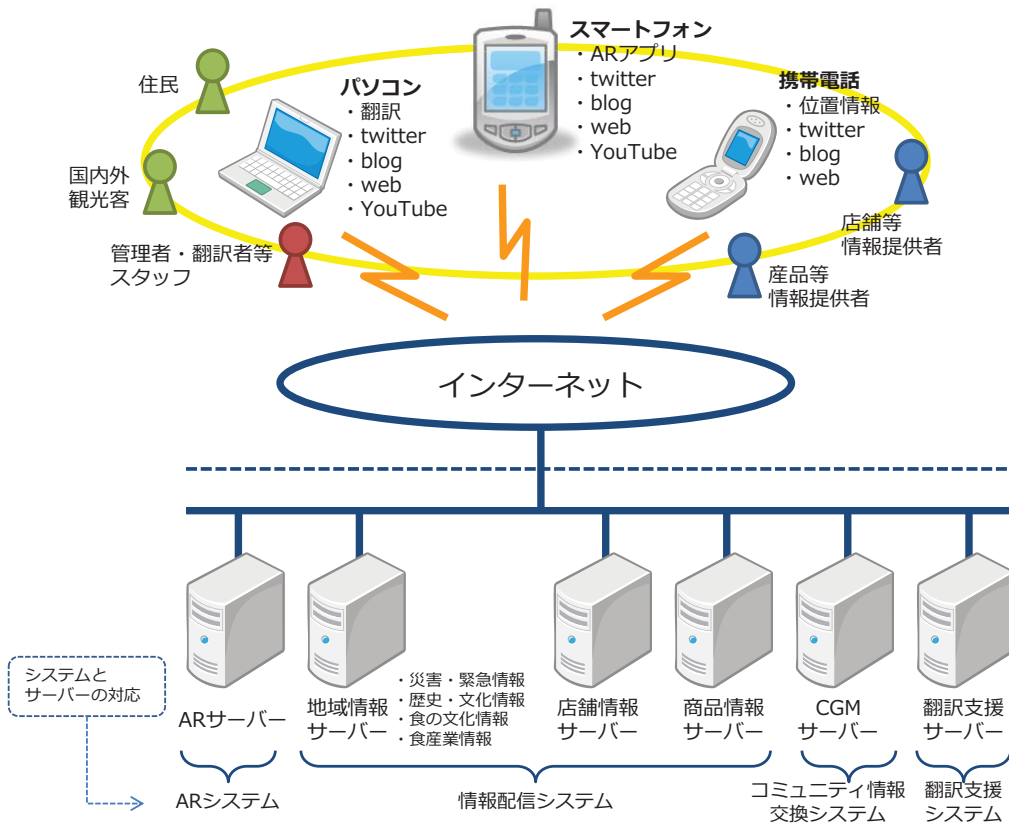 スマートフォン
・ARアプリ
・twitter
・blog
・web
・YouTube
パソコン
・翻訳
・twitter
・blog
・web
・YouTube
携帯電話
・位置情報
・twitter
・blog
・web
住民
国内外
観光客
管理者・翻訳者等
スタッフ
店舗等
情報提供者
産品等
情報提供者
インターネット
システムと
サーバーの対応
ARサーバー
地域情報
サーバー
・災害・緊急情報
・歴史・文化情報
・食の文化情報
・食産業情報
店舗情報
サーバー
商品情報
サーバー
CGM
サーバー
翻訳支援
サーバー
ARシステム
情報配信システム
コミュニティ情報
交換システム
翻訳支援
システム